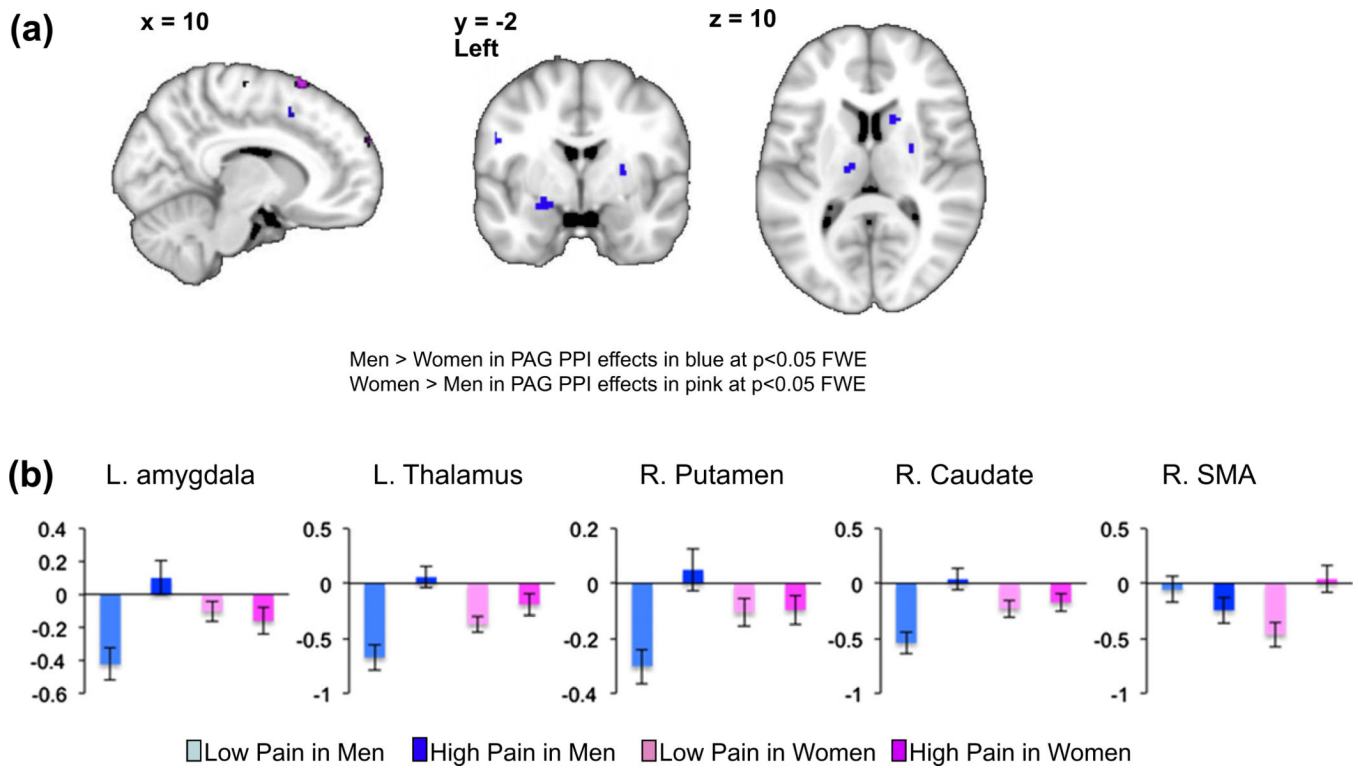 (a)
x = 10
y = -2
Left
z = 10
Men > Women in PAG PPI effects in blue at p<0.05 FWE
Women > Men in PAG PPI effects in pink at p<0.05 FWE
(b)
L. amygdala
L. Thalamus
R. Putamen
R. Caudate
R. SMA
0.4
0.2
0
-0.2
-0.4
-0.6
0.5
0
-0.5
-1
0.2
0
-0.2
-0.4
0.5
0
-0.5
-1
0.5
0
-0.5
-1
Low Pain in Men
High Pain in Men
Low Pain in Women
High Pain in Women